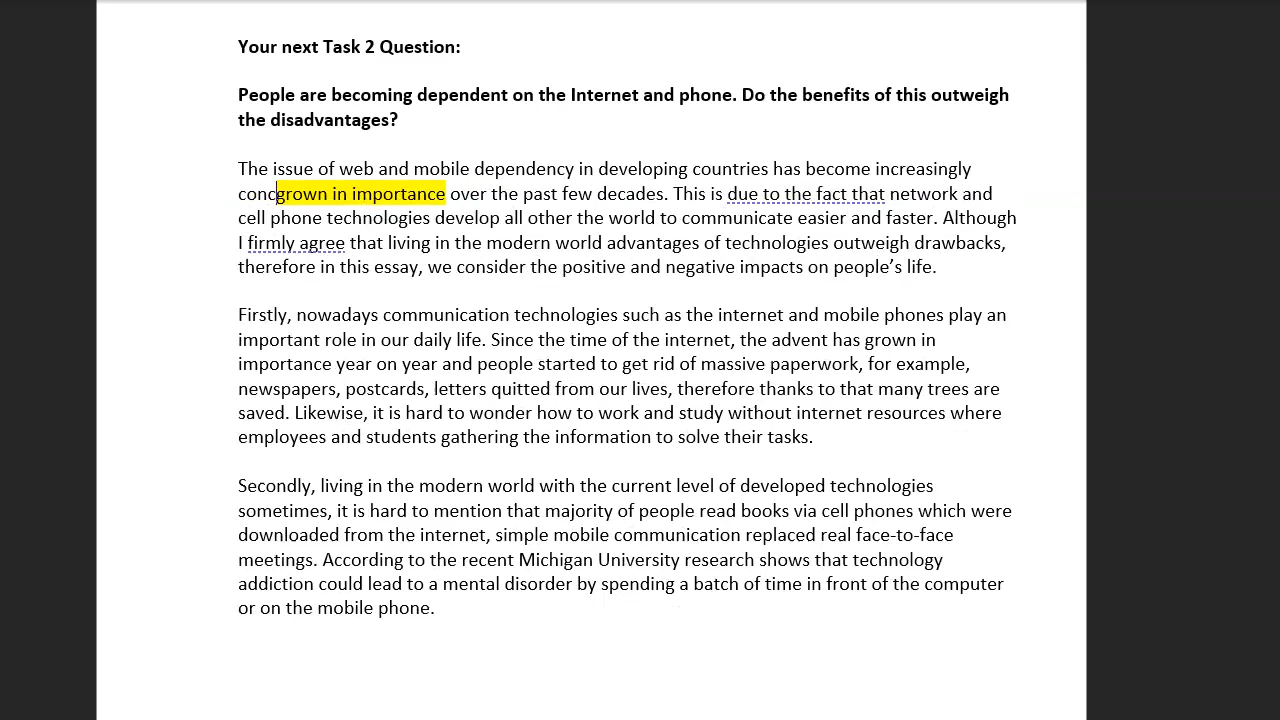 Your next Task 2 Question:
People are becoming dependent on the Internet and phone. Do the benefits of this outweigh
the disadvantages?
The issue of web and mobile dependency in developing countries has become increasingly
concgrown in importance over the past few decades. This is due to the fact that network and
cell phone technologies develop all other the world to communicate easier and faster. Although
I firmly agree that living in the modern world advantages of technologies outweigh drawbacks,
therefore in this essay, we consider the positive and negative impacts on people’s life.
Firstly, nowadays communication technologies such as the internet and mobile phones play an
important role in our daily life. Since the time of the internet, the advent has grown in
importance year on year and people started to get rid of massive paperwork, for example,
newspapers, postcards, letters quitted from our lives, therefore thanks to that many trees are
saved. Likewise, it is hard to wonder how to work and study without internet resources where
employees and students gathering the information to solve their tasks.
Secondly, living in the modern world with the current level of developed technologies
sometimes, it is hard to mention that majority of people read books via cell phones which were
downloaded from the internet, simple mobile communication replaced real face-to-face
meetings. According to the recent Michigan University research shows that technology
addiction could lead to a mental disorder by spending a batch of time in front of the computer
or on the mobile phone.